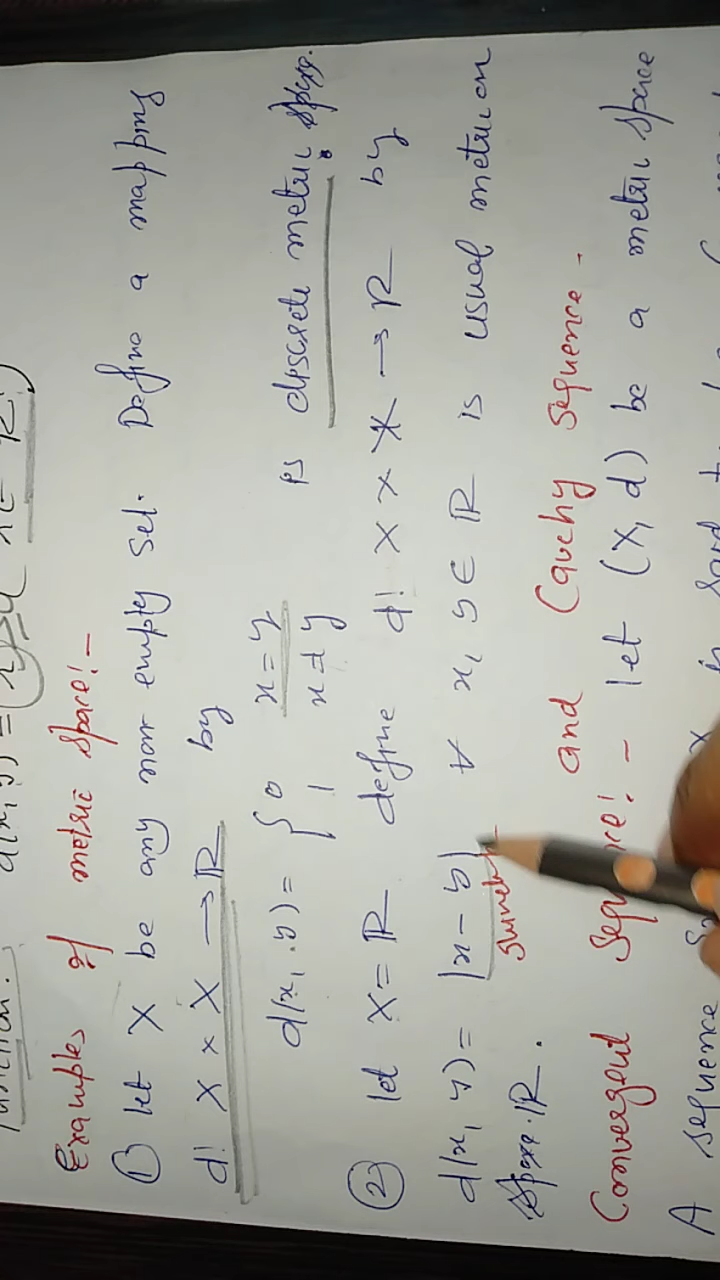 d(x, y) =
Examples of metric space! -
① let X be any non empty set. Define a mapping
d! X x X → R by
d(x, y) = { 0 x = y
1 x ≠ y is discrete metric space.
② let X = R define d! X x X → R by
d(x, y) = |x - y| ∀ x, y ∈ R is usual metric on
space R.
Convergent and Cauchy sequence -
let (X, d) be a metric space
A sequence